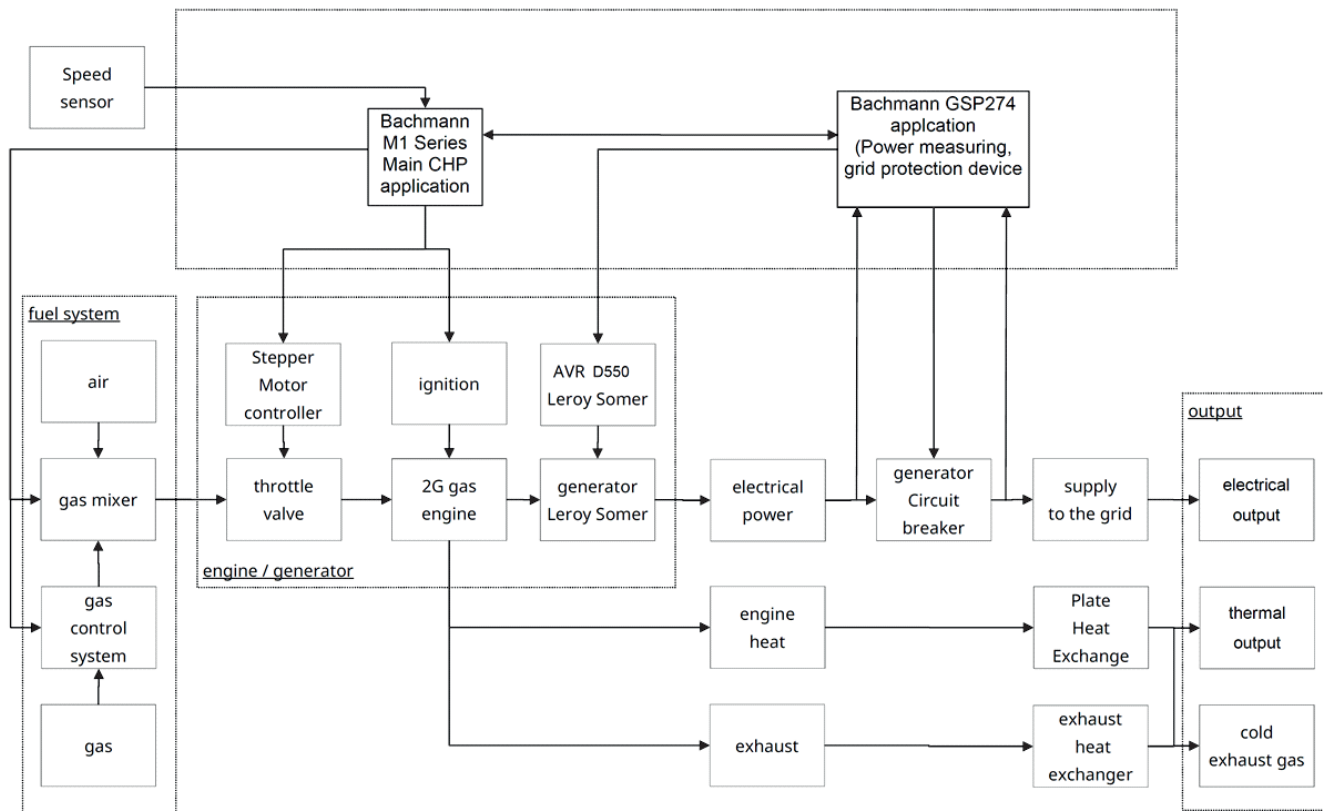 Speed
sensor
Bachmann
M1 Series
Main CHP
application
Bachmann GSP274
applcation
(Power measuring,
grid protection device
fuel system
air
gas mixer
gas
control
system
gas
Stepper
Motor
controller
ignition
AVR D550
Leroy Somer
throttle
valve
2G gas
engine
generator
Leroy Somer
engine / generator
electrical
power
generator
Circuit
breaker
supply
to the grid
engine
heat
Plate
Heat
Exchange
exhaust
exhaust
heat
exchanger
output
electrical
output
thermal
output
cold
exhaust gas